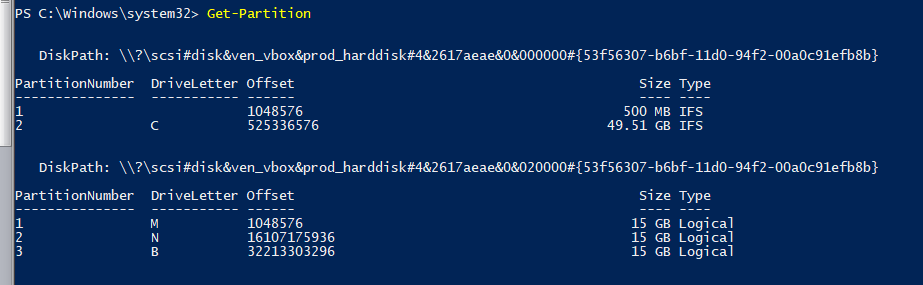 PS C:\Windows\system32> Get-Partition
DiskPath: \\?\scsi#disk&ven_vbox&prod_harddisk#4&2617aeae&0&000000#{53f56307-b6bf-11d0-94f2-00a0c91efb8b}
PartitionNumber  DriveLetter Offset                                        Size Type
---------------  ----------- ------                                        ---- ----
1                            1048576                                     500 MB IFS
2                C           525336576                                 49.51 GB IFS
DiskPath: \\?\scsi#disk&ven_vbox&prod_harddisk#4&2617aeae&0&020000#{53f56307-b6bf-11d0-94f2-00a0c91efb8b}
PartitionNumber  DriveLetter Offset                                        Size Type
---------------  ----------- ------                                        ---- ----
1                M           1048576                                      15 GB Logical
2                N           16107175936                                  15 GB Logical
3                B           32213303296                                  15 GB Logical